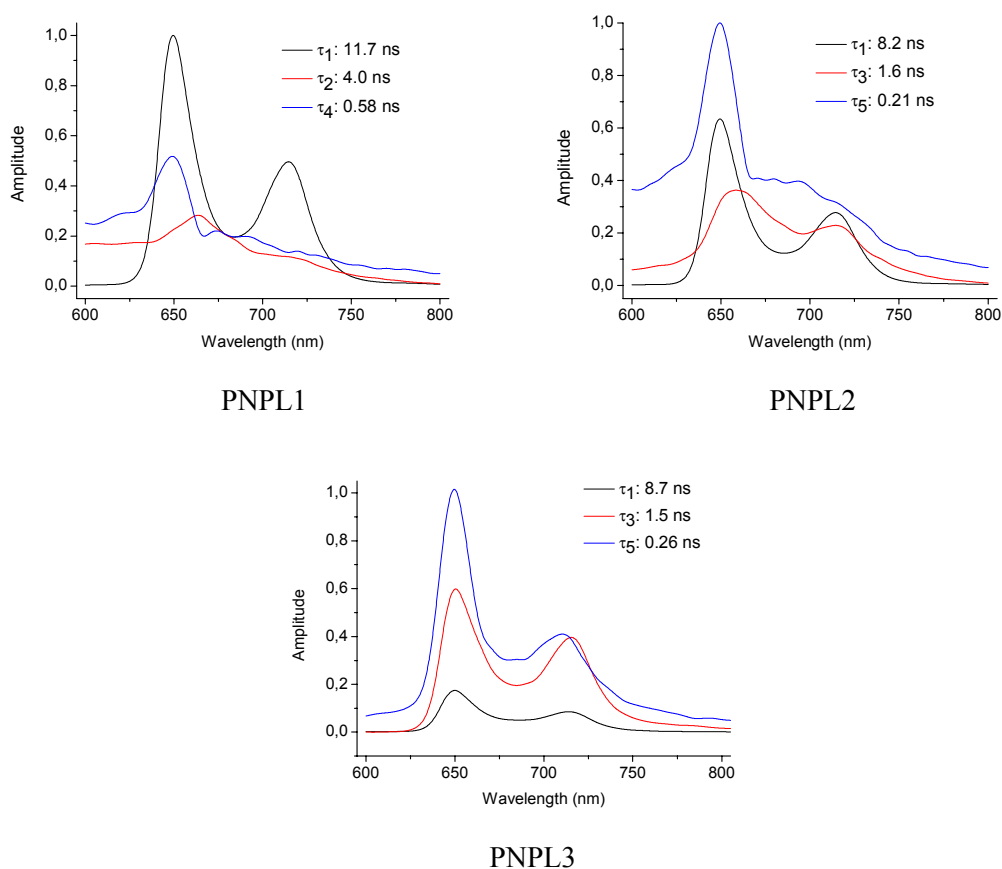 τ1: 11.7 ns
τ2: 4.0 ns
τ4: 0.58 ns
1,0
0,8
0,6
0,4
0,2
0,0
Amplitude
600 650 700 750 800
Wavelength (nm)
PNPL1
τ1: 8.2 ns
τ3: 1.6 ns
τ5: 0.21 ns
1,0
0,8
0,6
0,4
0,2
0,0
Amplitude
600 650 700 750 800
Wavelength (nm)
PNPL2
τ1: 8.7 ns
τ3: 1.5 ns
τ5: 0.26 ns
1,0
0,8
0,6
0,4
0,2
0,0
Amplitude
600 650 700 750 800
Wavelength (nm)
PNPL3